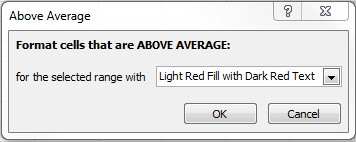 Above Average
?
Format cells that are ABOVE AVERAGE:
for the selected range with Light Red Fill with Dark Red Text
OK Cancel